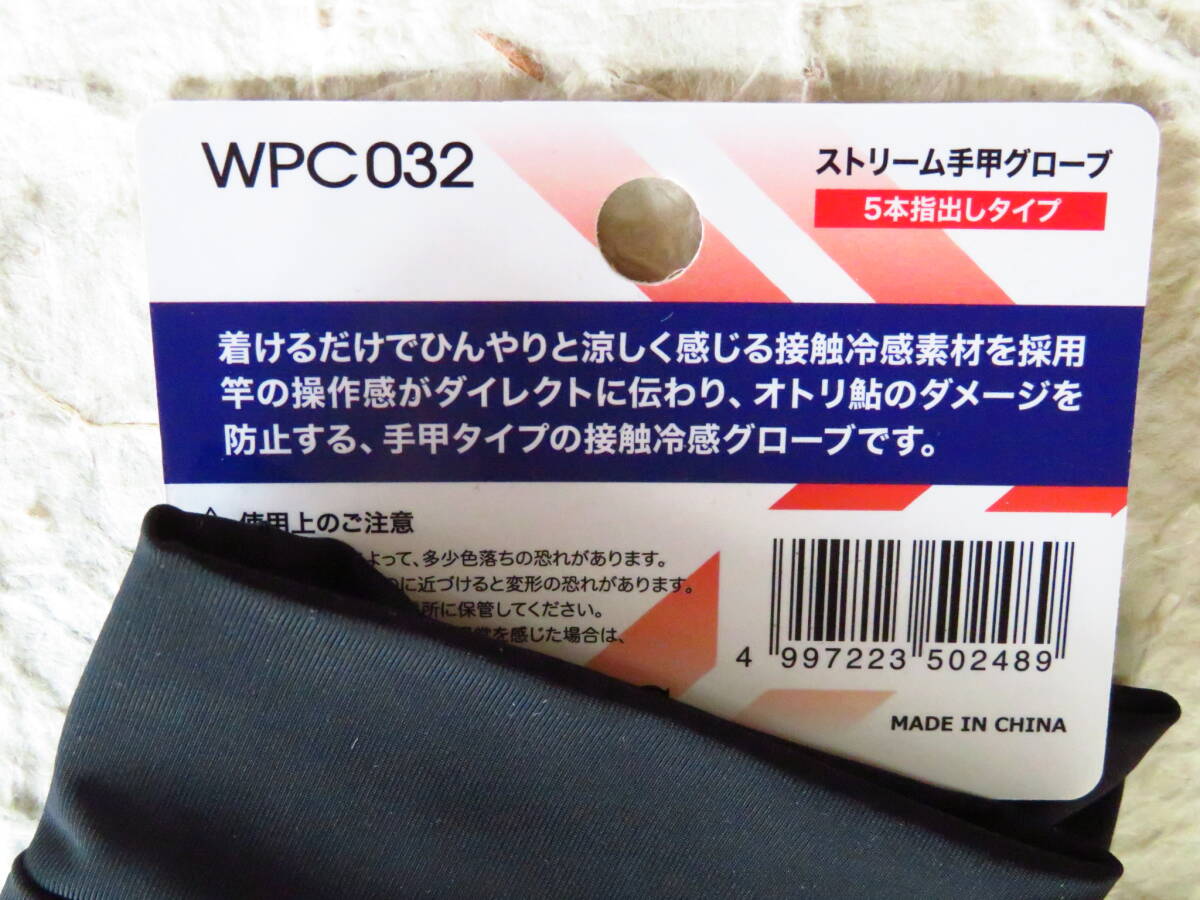 WPC032
ストリーム手甲グローブ
5本指出しタイプ
着けるだけでひんやりと涼しく感じる接触冷感素材を採用
竿の操作感がダイレクトに伝わり、オトリ鮎のダメージを
防止する、手甲タイプの接触冷感グローブです。
使用上のご注意
よって、多少色落ちの恐れがあります。
に近づけると変形の恐れがあります。
所に保管してください。
を感じた場合は、
4 997223 502489
MADE IN CHINA